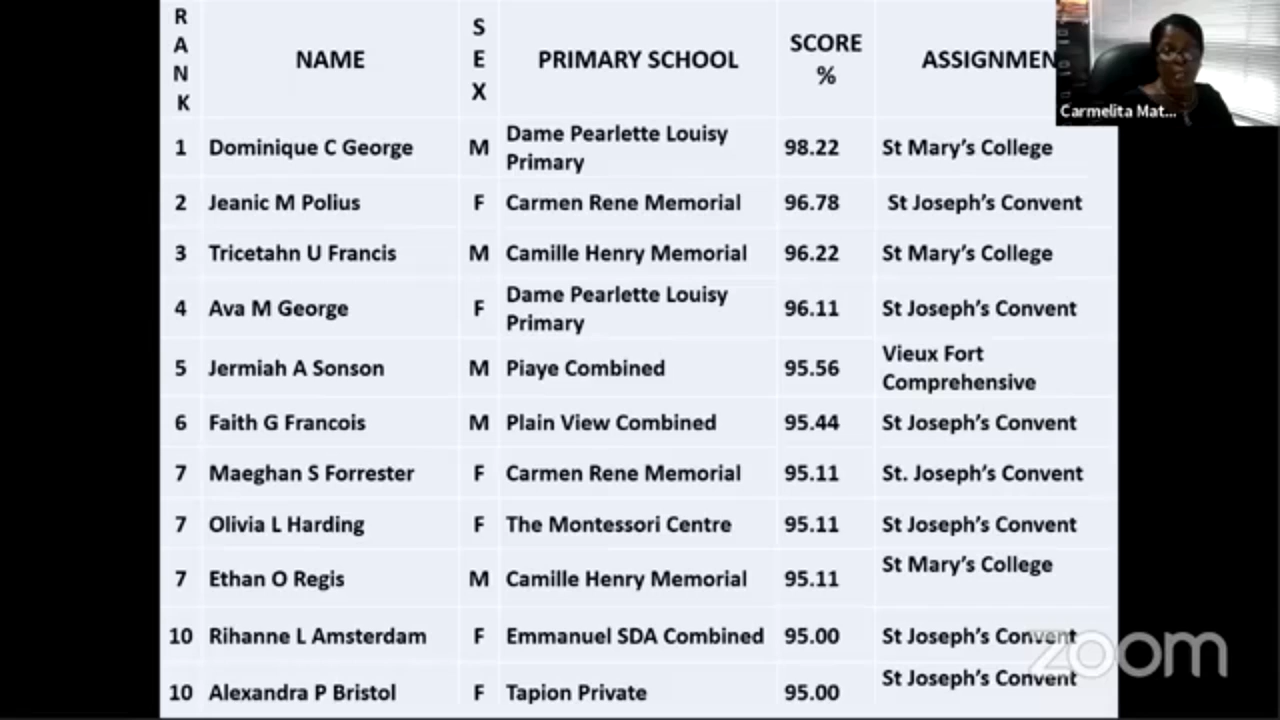 RANK NAME SEX PRIMARY SCHOOL SCORE % ASSIGNMEN
Carmelita Mat...
1 Dominique C George M Dame Pearlette Louisy Primary 98.22 St Mary's College
2 Jeanic M Polius F Carmen Rene Memorial 96.78 St Joseph's Convent
3 Tricetahn U Francis M Camille Henry Memorial 96.22 St Mary's College
4 Ava M George F Dame Pearlette Louisy Primary 96.11 St Joseph's Convent
5 Jermiah A Sonson M Piaye Combined 95.56 Vieux Fort Comprehensive
6 Faith G Francois M Plain View Combined 95.44 St Joseph's Convent
7 Maeghan S Forrester F Carmen Rene Memorial 95.11 St. Joseph's Convent
7 Olivia L Harding F The Montessori Centre 95.11 St Joseph's Convent
7 Ethan O Regis M Camille Henry Memorial 95.11 St Mary's College
10 Rihanne L Amsterdam F Emmanuel SDA Combined 95.00 St Joseph's Convent
10 Alexandra P Bristol F Tapion Private 95.00 St Joseph's Convent
zoom